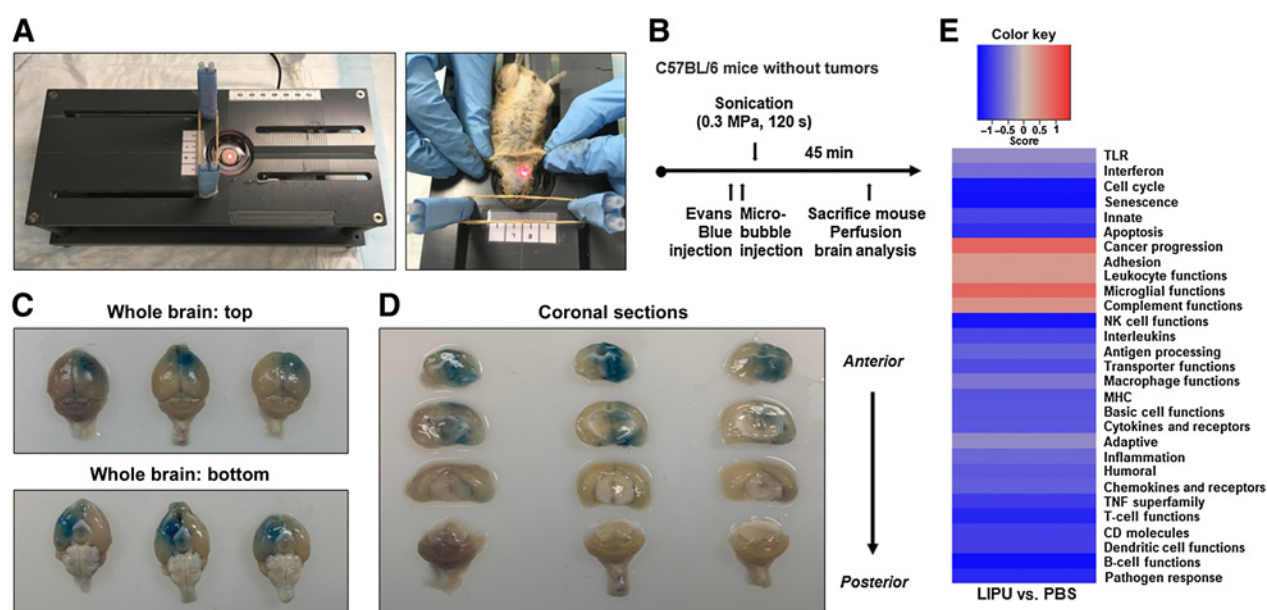 A
B
C57BL/6 mice without tumors
Sonication
(0.3 MPa, 120 s)
45 min
Evans
Blue
injection
Micro-
bubble
injection
Sacrifice mouse
Perfusion
brain analysis
C
Whole brain: top
Whole brain: bottom
D
Coronal sections
Anterior
Posterior
E
Color key
−1 −0.5 0 0.5 1
Score
TLR
Interferon
Cell cycle
Senescence
Innate
Apoptosis
Cancer progression
Adhesion
Leukocyte functions
Microglial functions
Complement functions
NK cell functions
Interleukins
Antigen processing
Transporter functions
Macrophage functions
MHC
Basic cell functions
Cytokines and receptors
Adaptive
Inflammation
Humoral
Chemokines and receptors
TNF superfamily
T-cell functions
CD molecules
Dendritic cell functions
B-cell functions
Pathogen response
LIPU vs. PBS